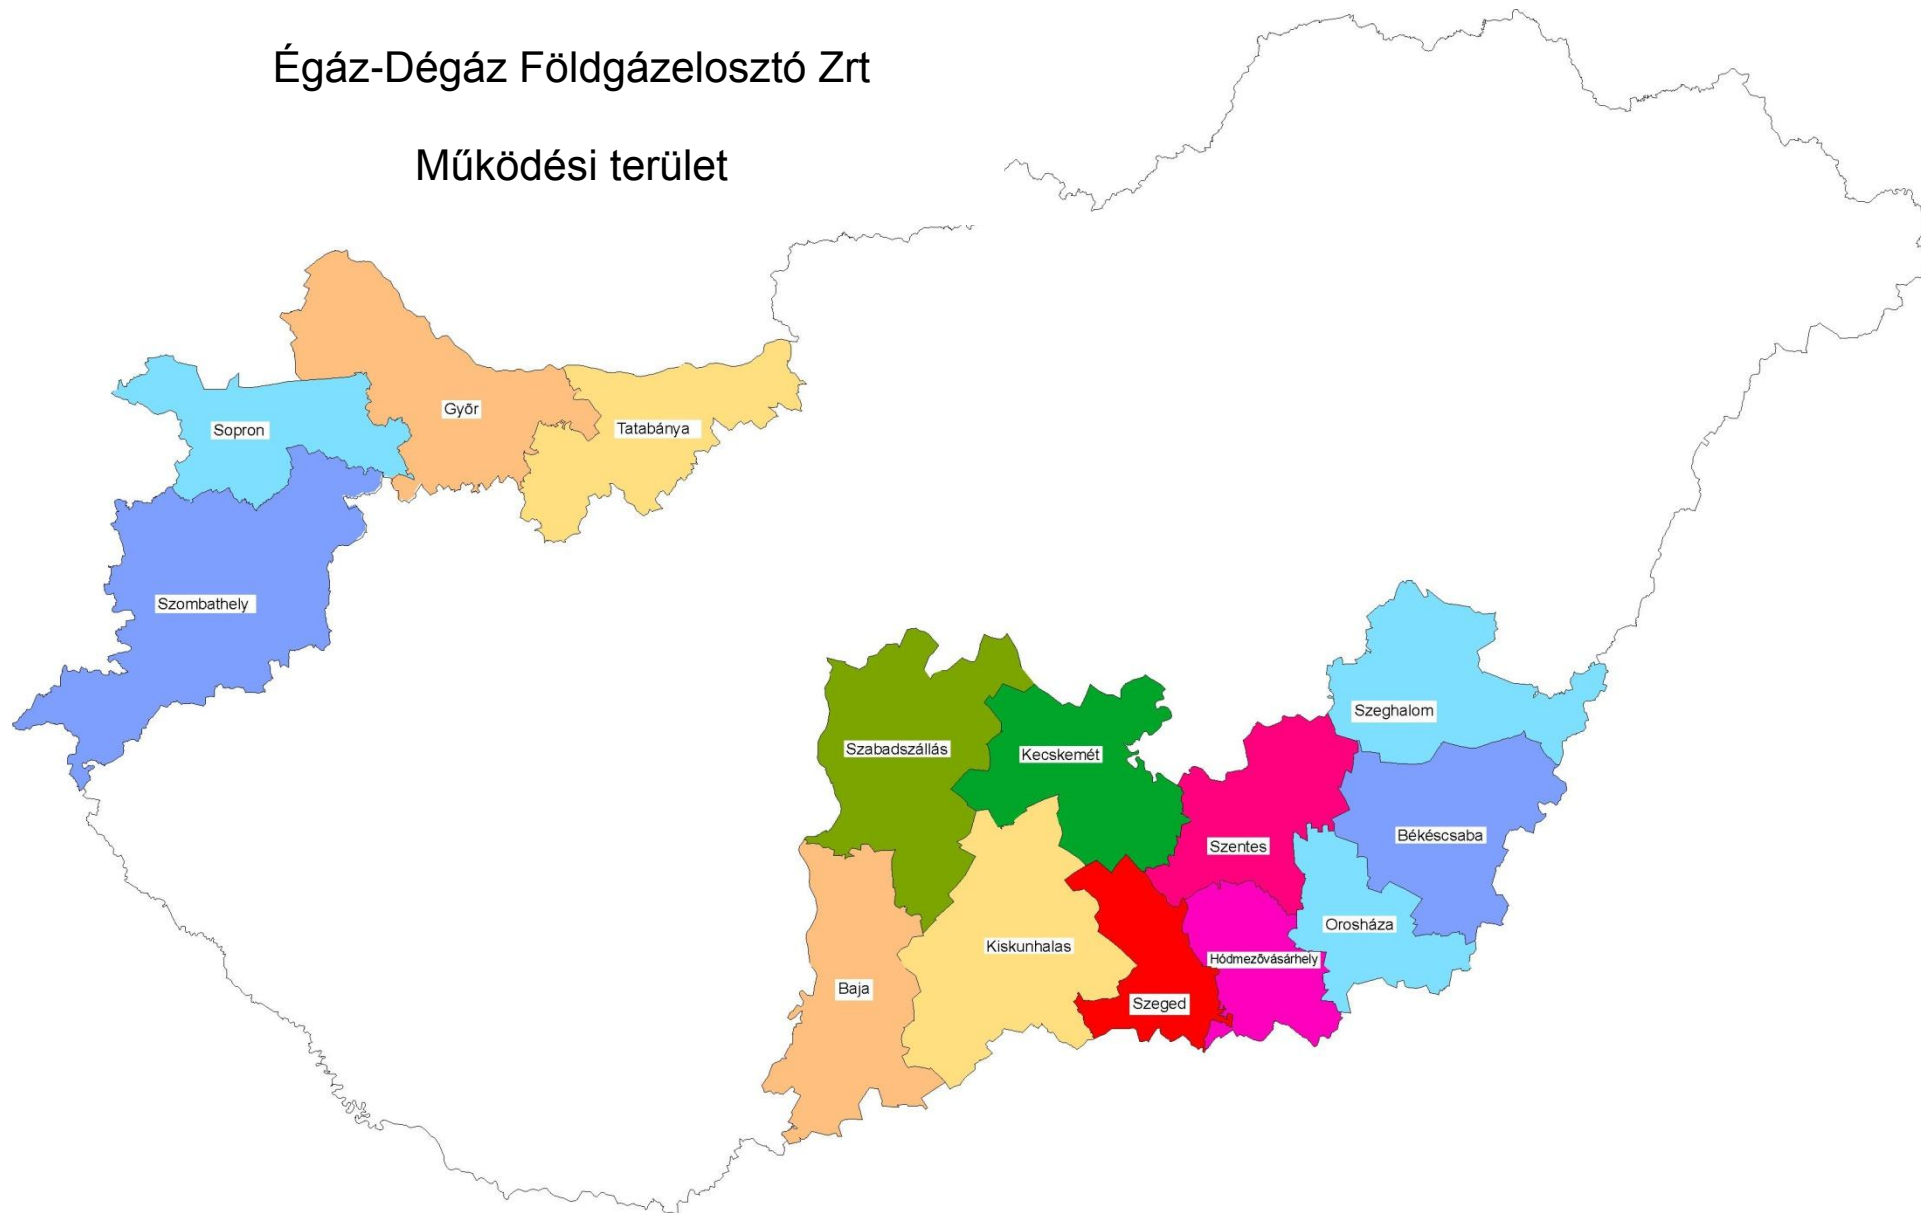 Égáz-Dégáz Földgázelosztó Zrt
Működési terület
Győr
Sopron
Tatabánya
Szombathely
Szeghalom
Szabadszállás
Kecskemét
Békéscsaba
Szentes
Orosháza
Kiskunhalas
Hódmezõvásárhely
Baja
Szeged